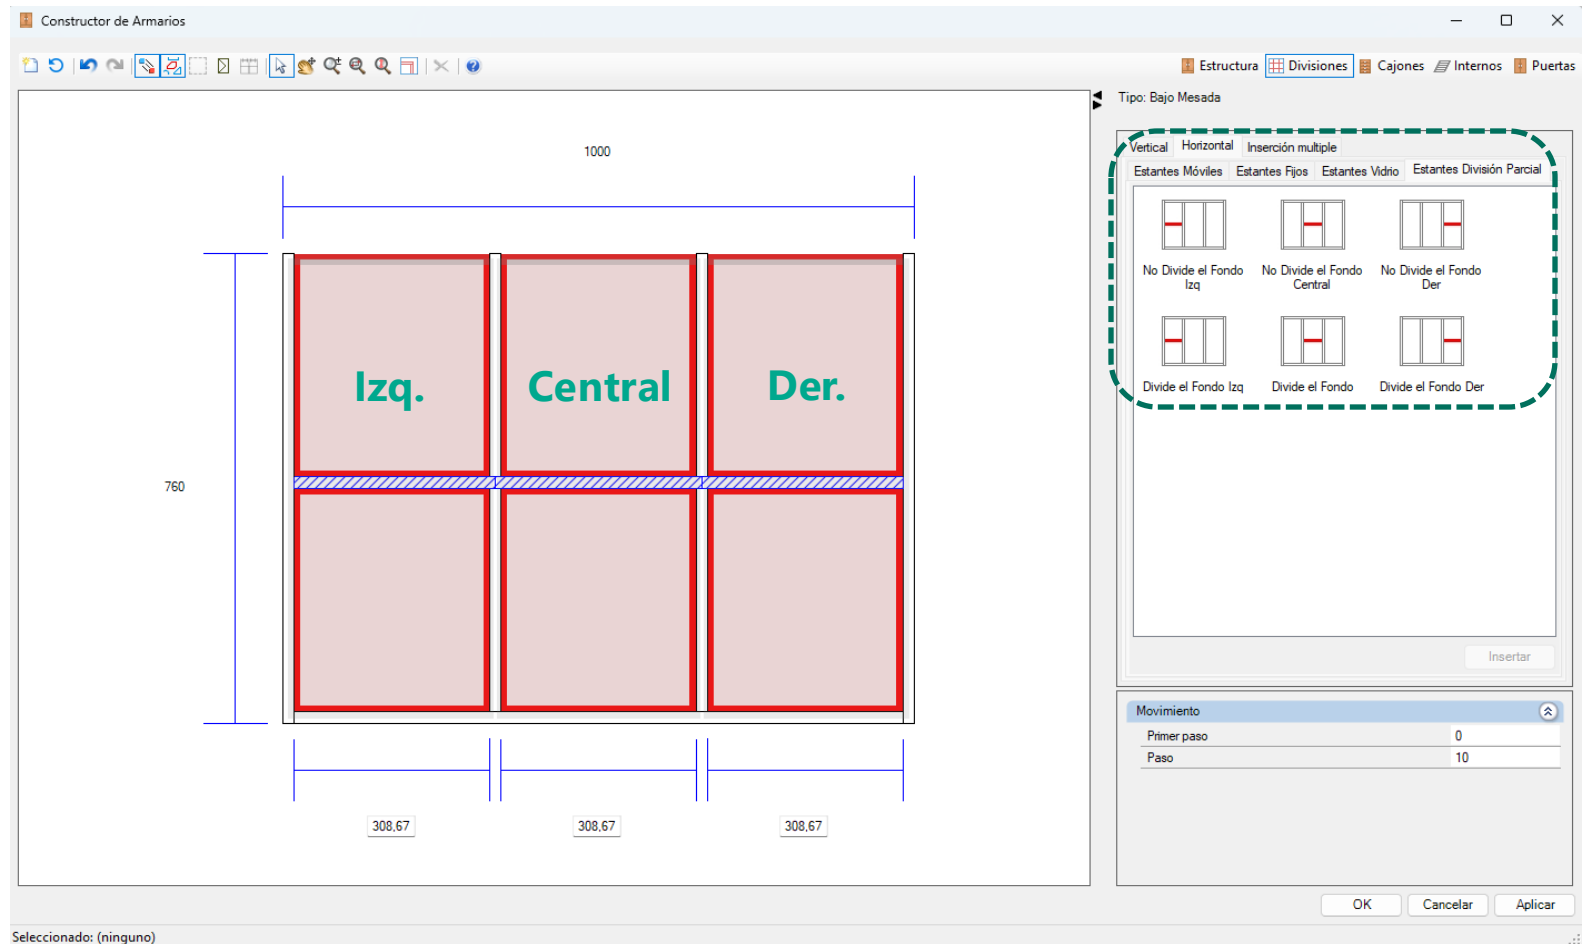 Constructor de Armarios
Estructura Divisiones Cajones Internos Puertas
Tipo: Bajo Mesada
Vertical Horizontal Inserción multiple
Estantes Móviles Estantes Fijos Estantes Vidrio Estantes División Parcial
No Divide el Fondo Izq
No Divide el Fondo Central
No Divide el Fondo Der
Divide el Fondo Izq
Divide el Fondo
Divide el Fondo Der
Insertar
1000
760
Izq.
Central
Der.
308,67
308,67
308,67
Movimiento
Primer paso 0
Paso 10
OK Cancelar Aplicar
Seleccionado: (ninguno)